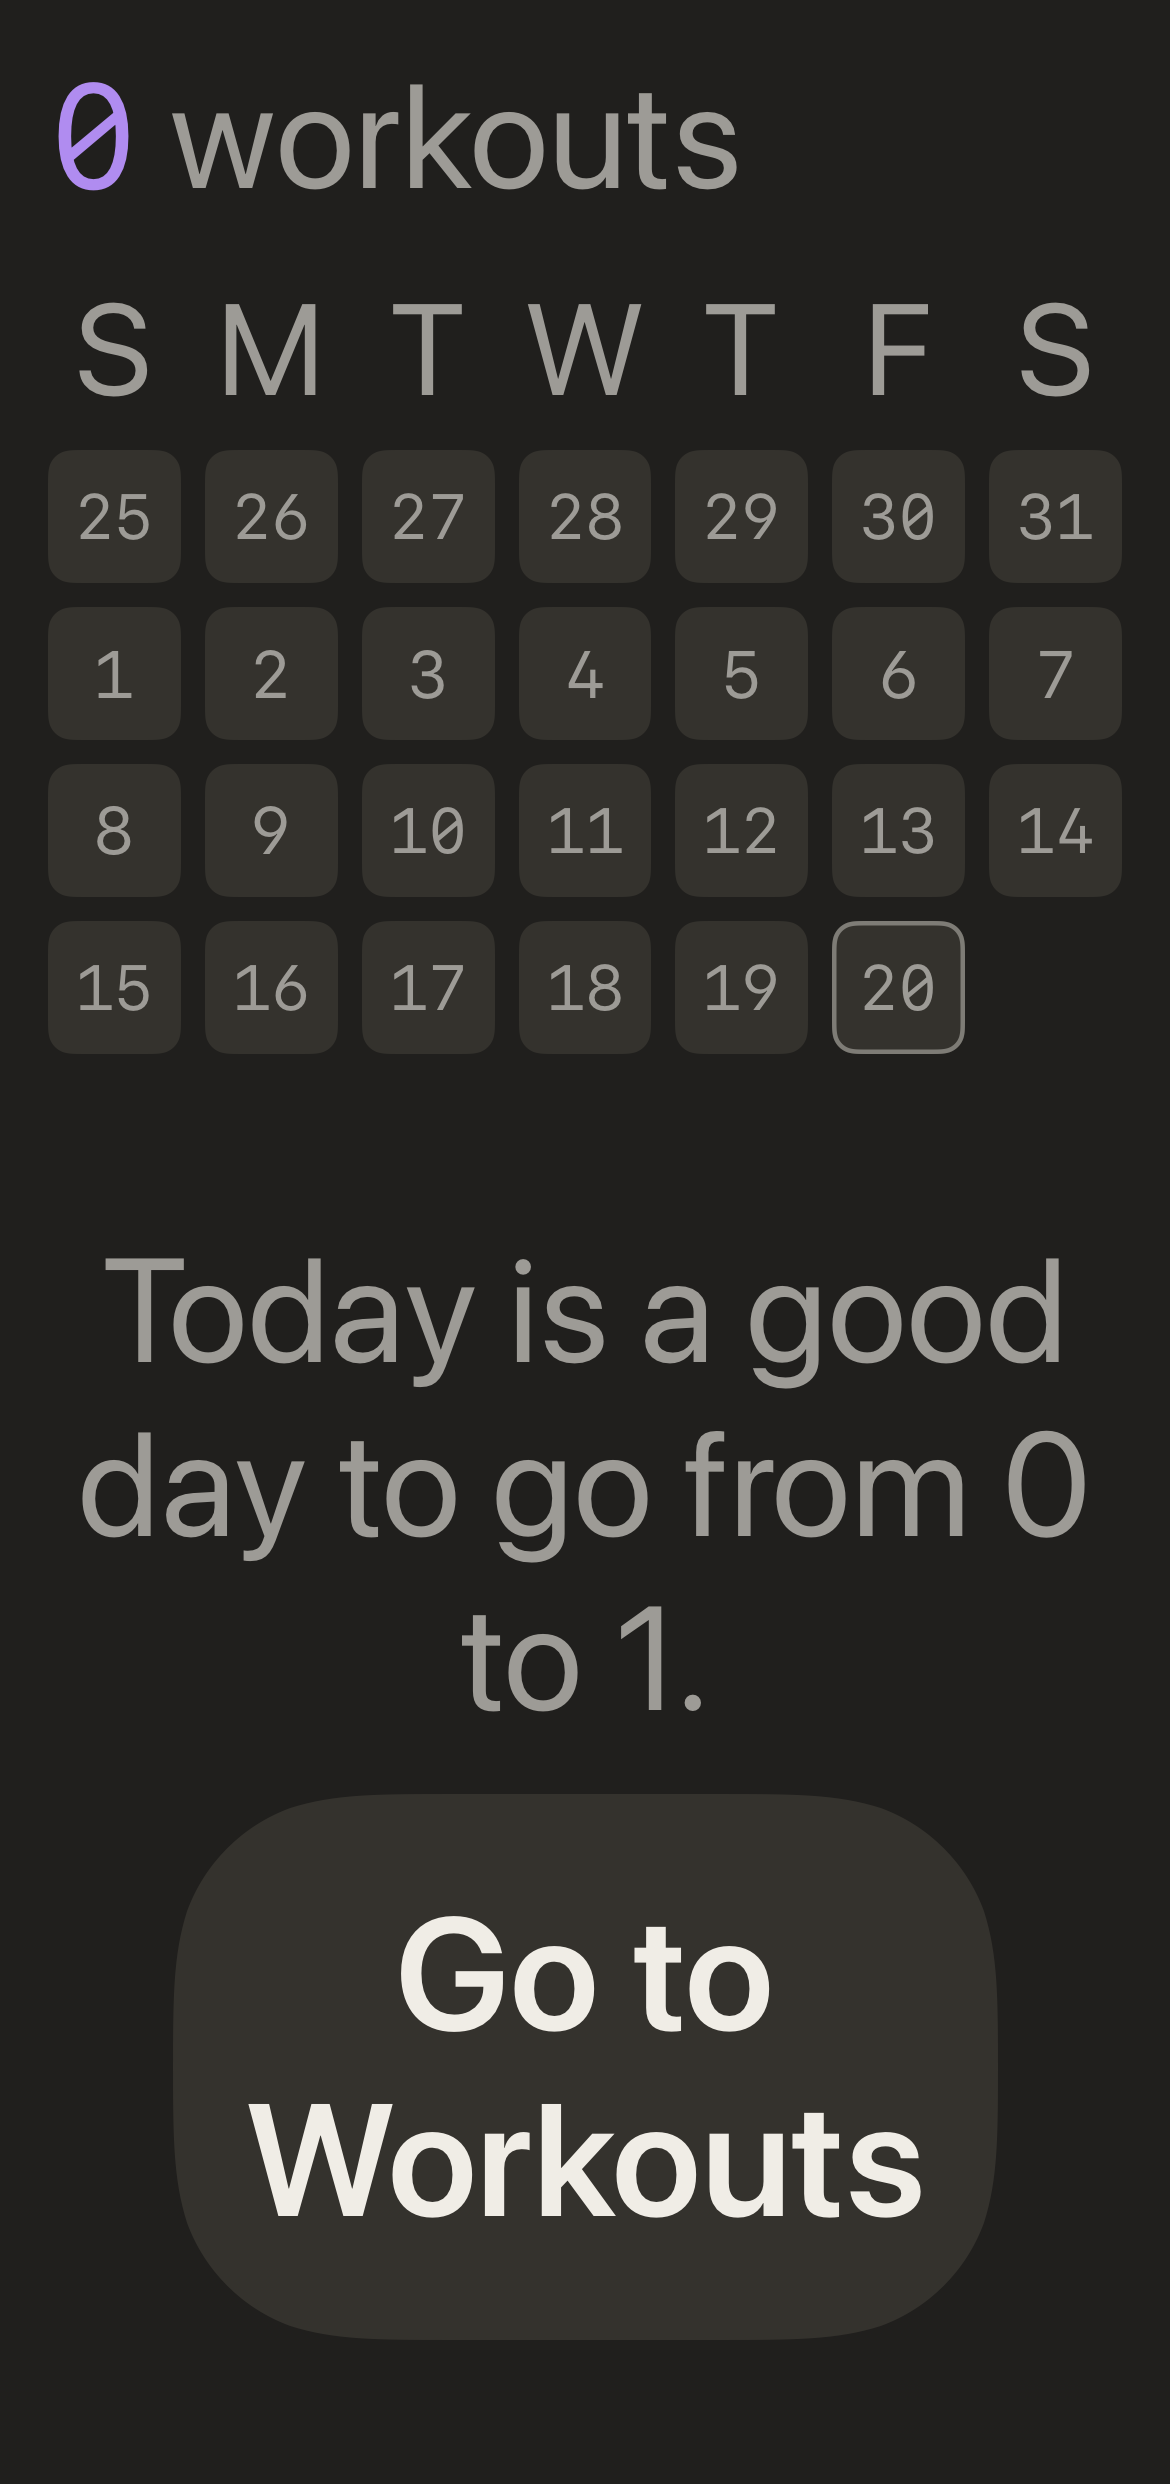 0 workouts
S M T W T F S
25 26 27 28 29 30 31
1 2 3 4 5 6 7
8 9 10 11 12 13 14
15 16 17 18 19 20
Today is a good
day to go from 0
to 1.
Go to
Workouts